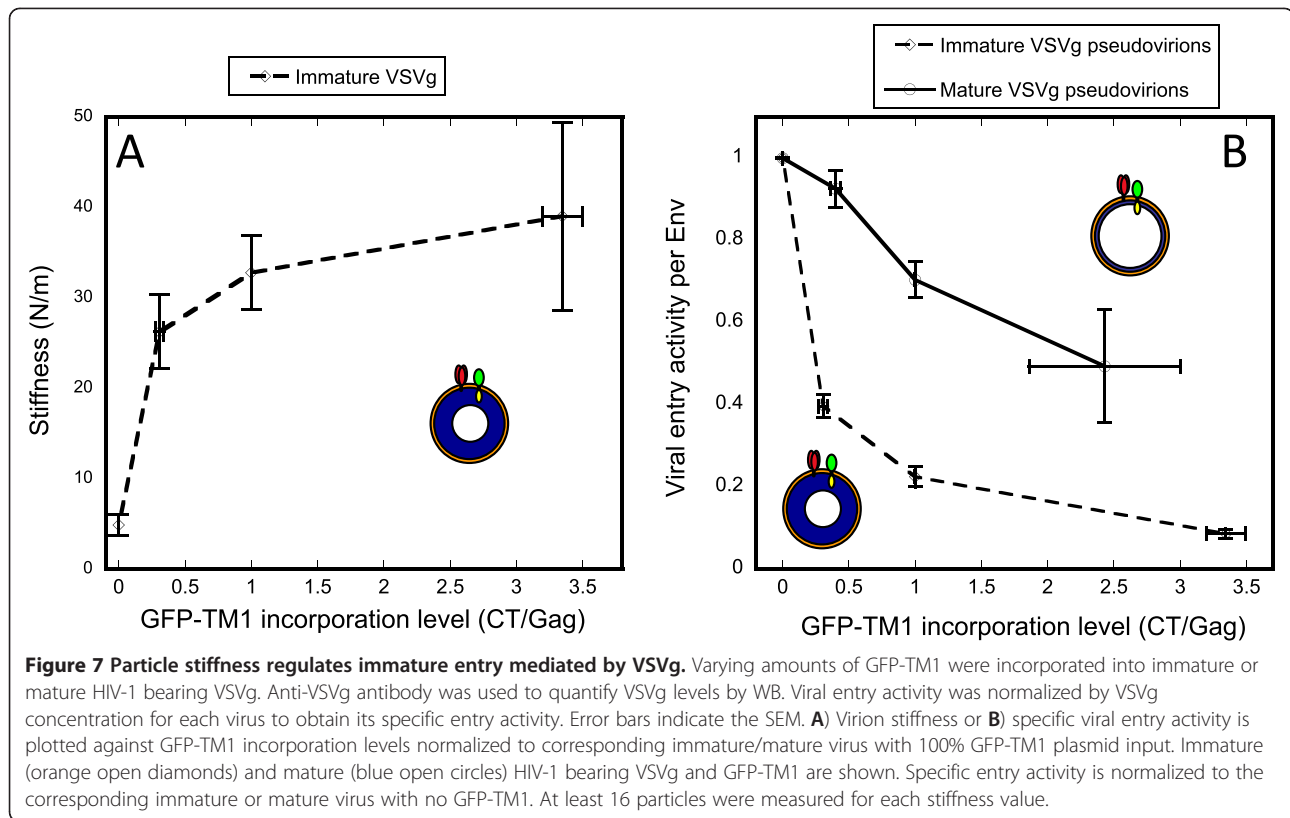 Immature VSVg
Immature VSVg pseudovirions
Mature VSVg pseudovirions
A
50
40
30
20
10
0
Stiffness (N/m)
0 0.5 1 1.5 2 2.5 3 3.5
GFP-TM1 incorporation level (CT/Gag)
B
1
0.8
0.6
0.4
0.2
0
Viral entry activity per Env
0 0.5 1 1.5 2 2.5 3 3.5
GFP-TM1 incorporation level (CT/Gag)
Figure 7 Particle stiffness regulates immature entry mediated by VSVg. Varying amounts of GFP-TM1 were incorporated into immature or
mature HIV-1 bearing VSVg. Anti-VSVg antibody was used to quantify VSVg levels by WB. Viral entry activity was normalized by VSVg
concentration for each virus to obtain its specific entry activity. Error bars indicate the SEM. A) Virion stiffness or B) specific viral entry activity is
plotted against GFP-TM1 incorporation levels normalized to corresponding immature/mature virus with 100% GFP-TM1 plasmid input. Immature
(orange open diamonds) and mature (blue open circles) HIV-1 bearing VSVg and GFP-TM1 are shown. Specific entry activity is normalized to the
corresponding immature or mature virus with no GFP-TM1. At least 16 particles were measured for each stiffness value.